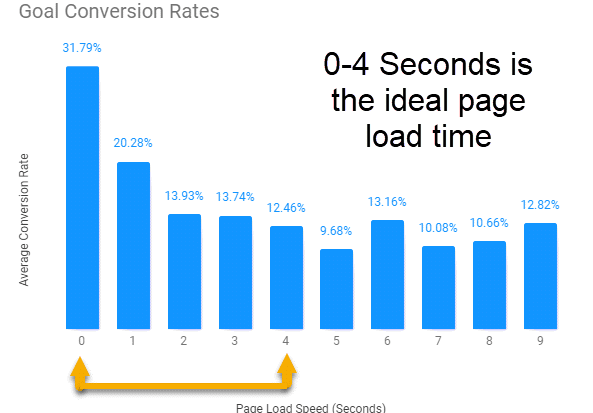 Goal Conversion Rates
31.79%
0-4 Seconds is
the ideal page
load time
20.28%
13.93%
13.74%
12.46%
9.68%
13.16%
10.08%
10.66%
12.82%
Average Conversion Rate
0 1 2 3 4 5 6 7 8 9
Page Load Speed (Seconds)